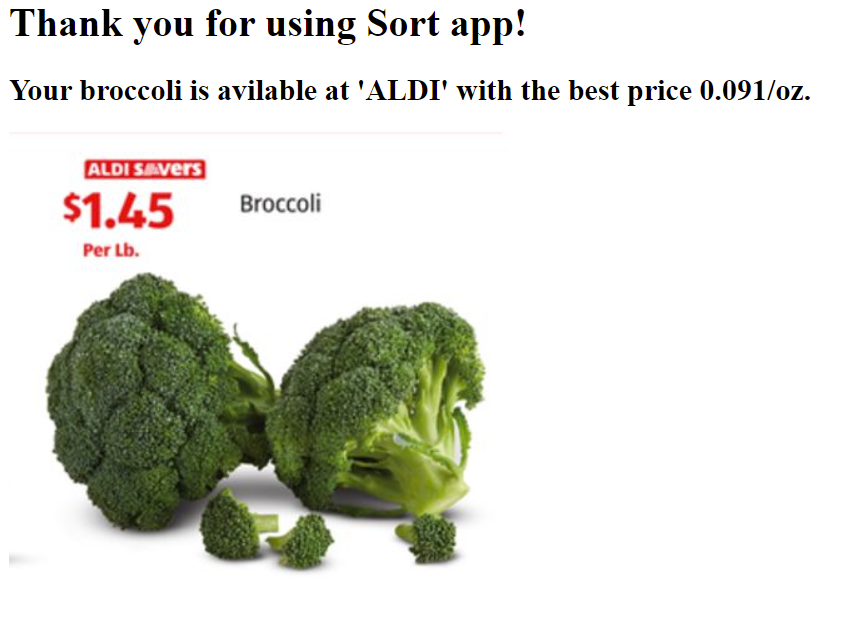 Thank you for using Sort app!
Your broccoli is avilable at 'ALDI' with the best price 0.091/oz.
ALDI SAVers
$1.45
Broccoli
Per Lb.